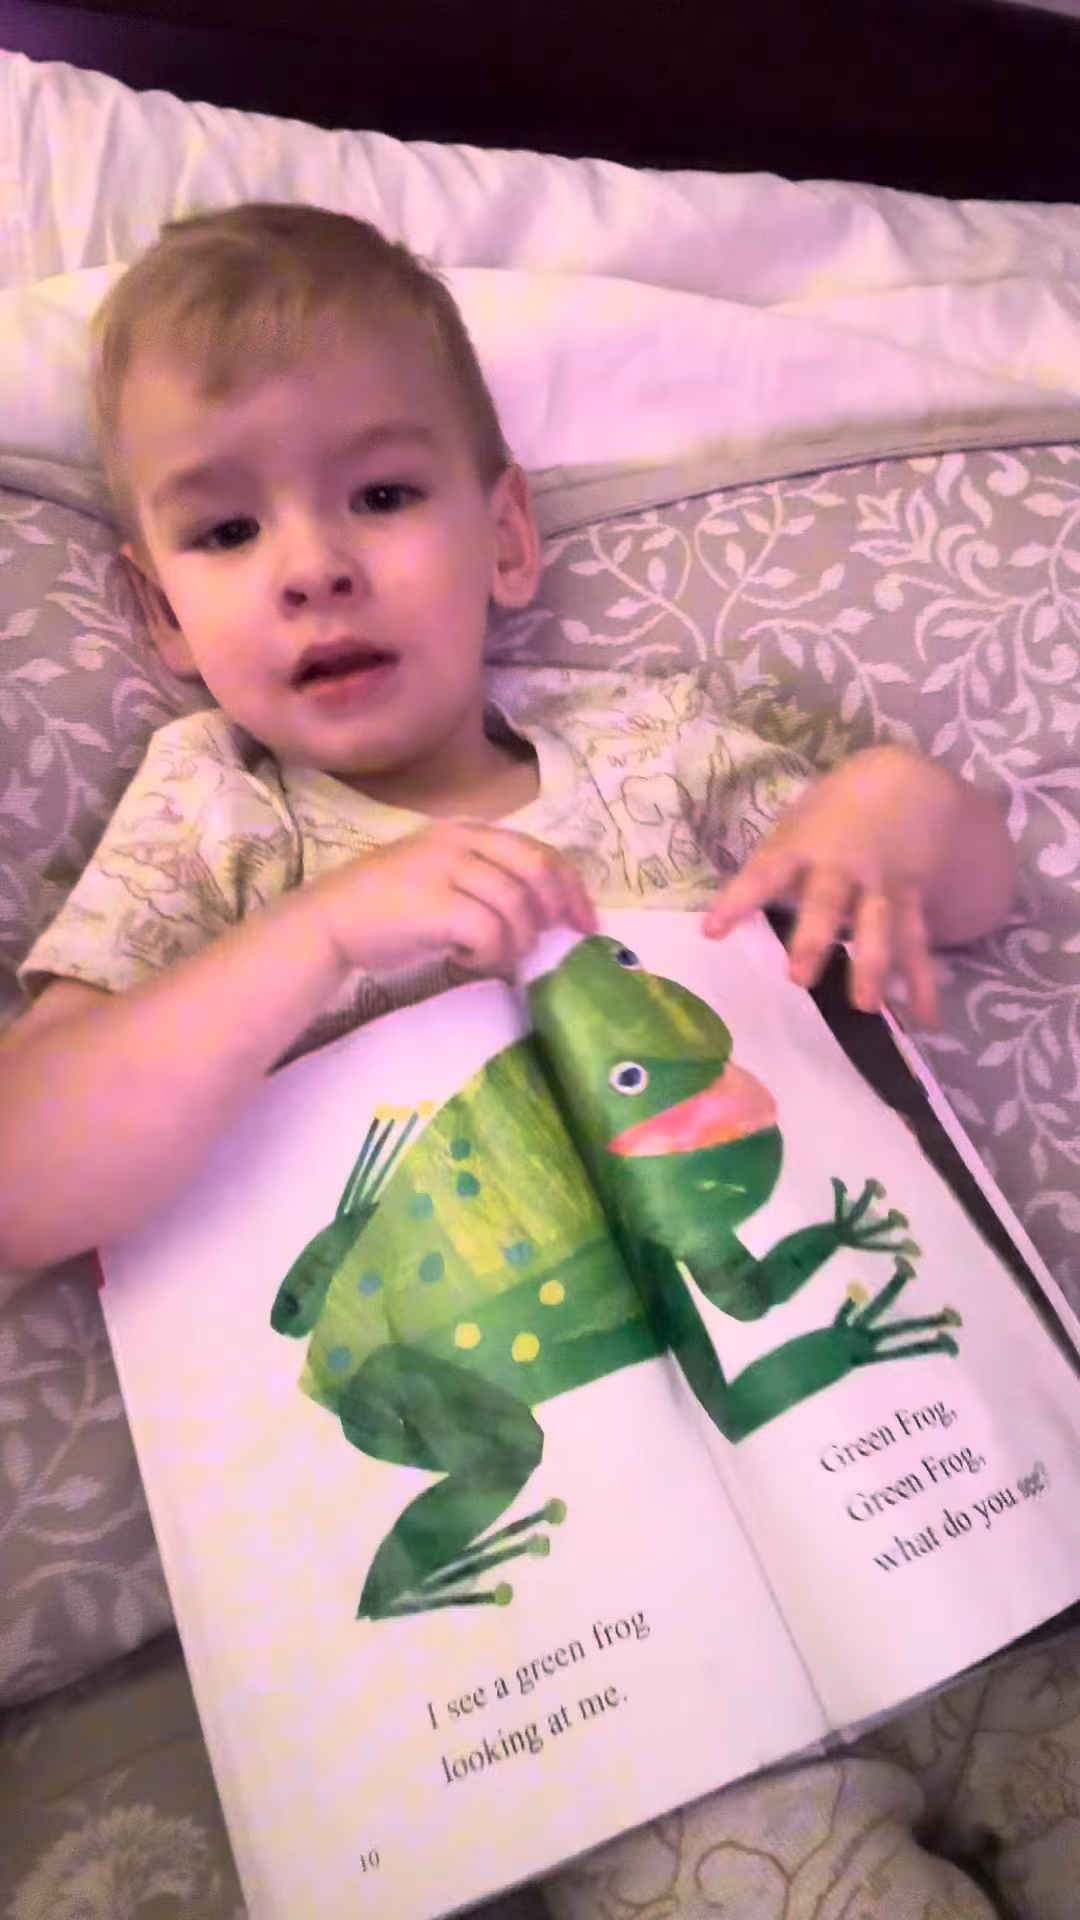 I see a green frog
looking at me.
10
Green Frog,
Green Frog,
what do you see?